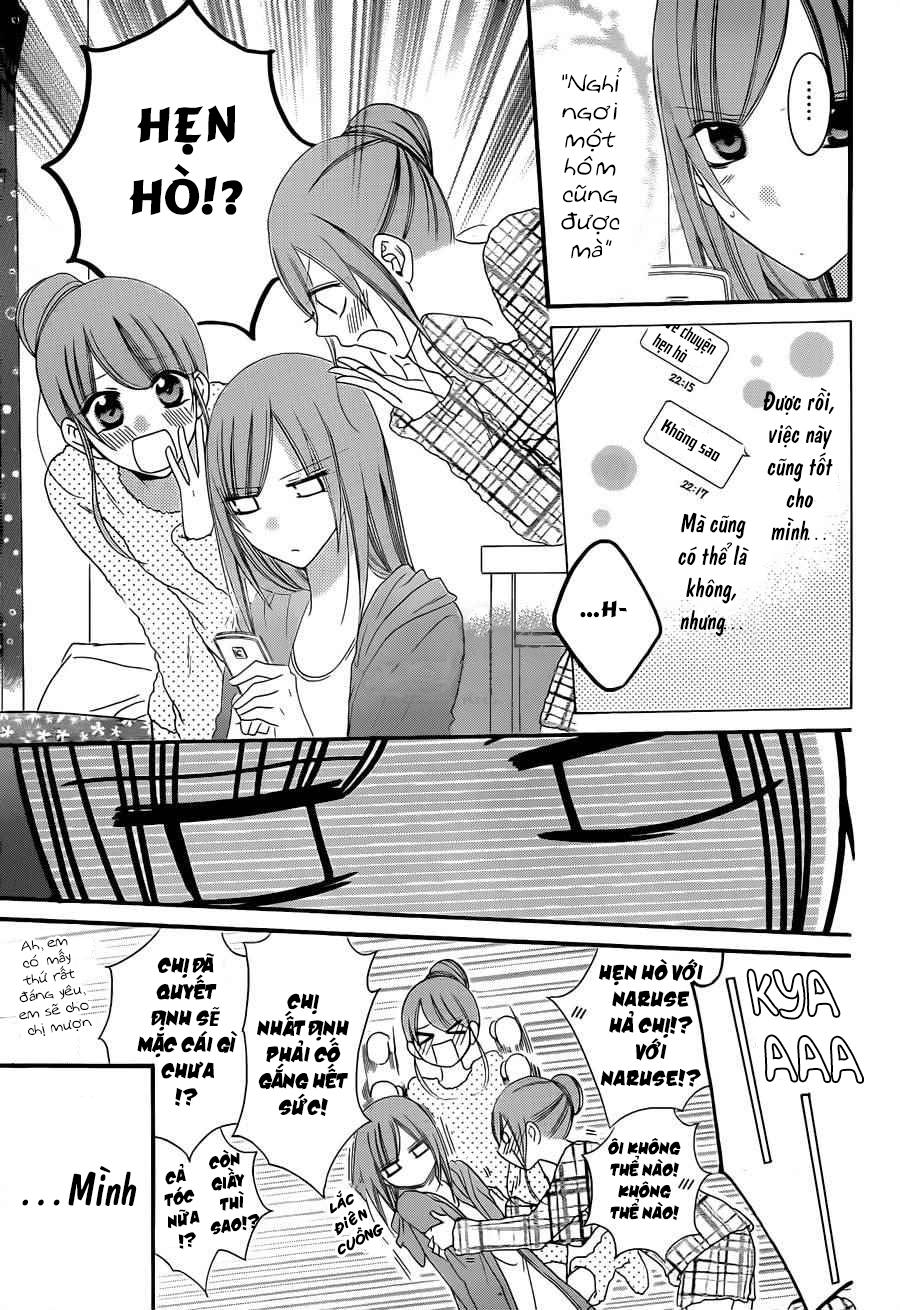 .......
"Nghỉ
ngơi
một
hôm
cũng
được
mà"
về chuyện
hẹn hò
22:15
Không sao
22:17
Được rồi,
việc này
cũng tốt
cho
mình...
Mà cũng
có thể là
không,
nhưng...
...H-
HẸN
HÒ!?
KYA
AAA
HẸN HÒ VỚI
NARUSE
HẢ CHỊ!?
VỚI
NARUSE!?
ÔI KHÔNG
THỂ NÀO!
KHÔNG
THỂ NÀO!
LẮC
ĐIÊN
CUỒNG
CHỊ
NHẤT ĐỊNH
PHẢI CỐ
GẮNG HẾT
SỨC!
CHỊ ĐÃ
QUYẾT
ĐỊNH SẼ
MẶC CÁI GÌ
CHƯA
!?
CÒN
GIẦY
THÌ
SAO!?
CẢ
TÓC
NỮA
!?
Ah, em
có mấy
thứ rất
đáng yêu,
em sẽ cho
chị mượn
...Mình